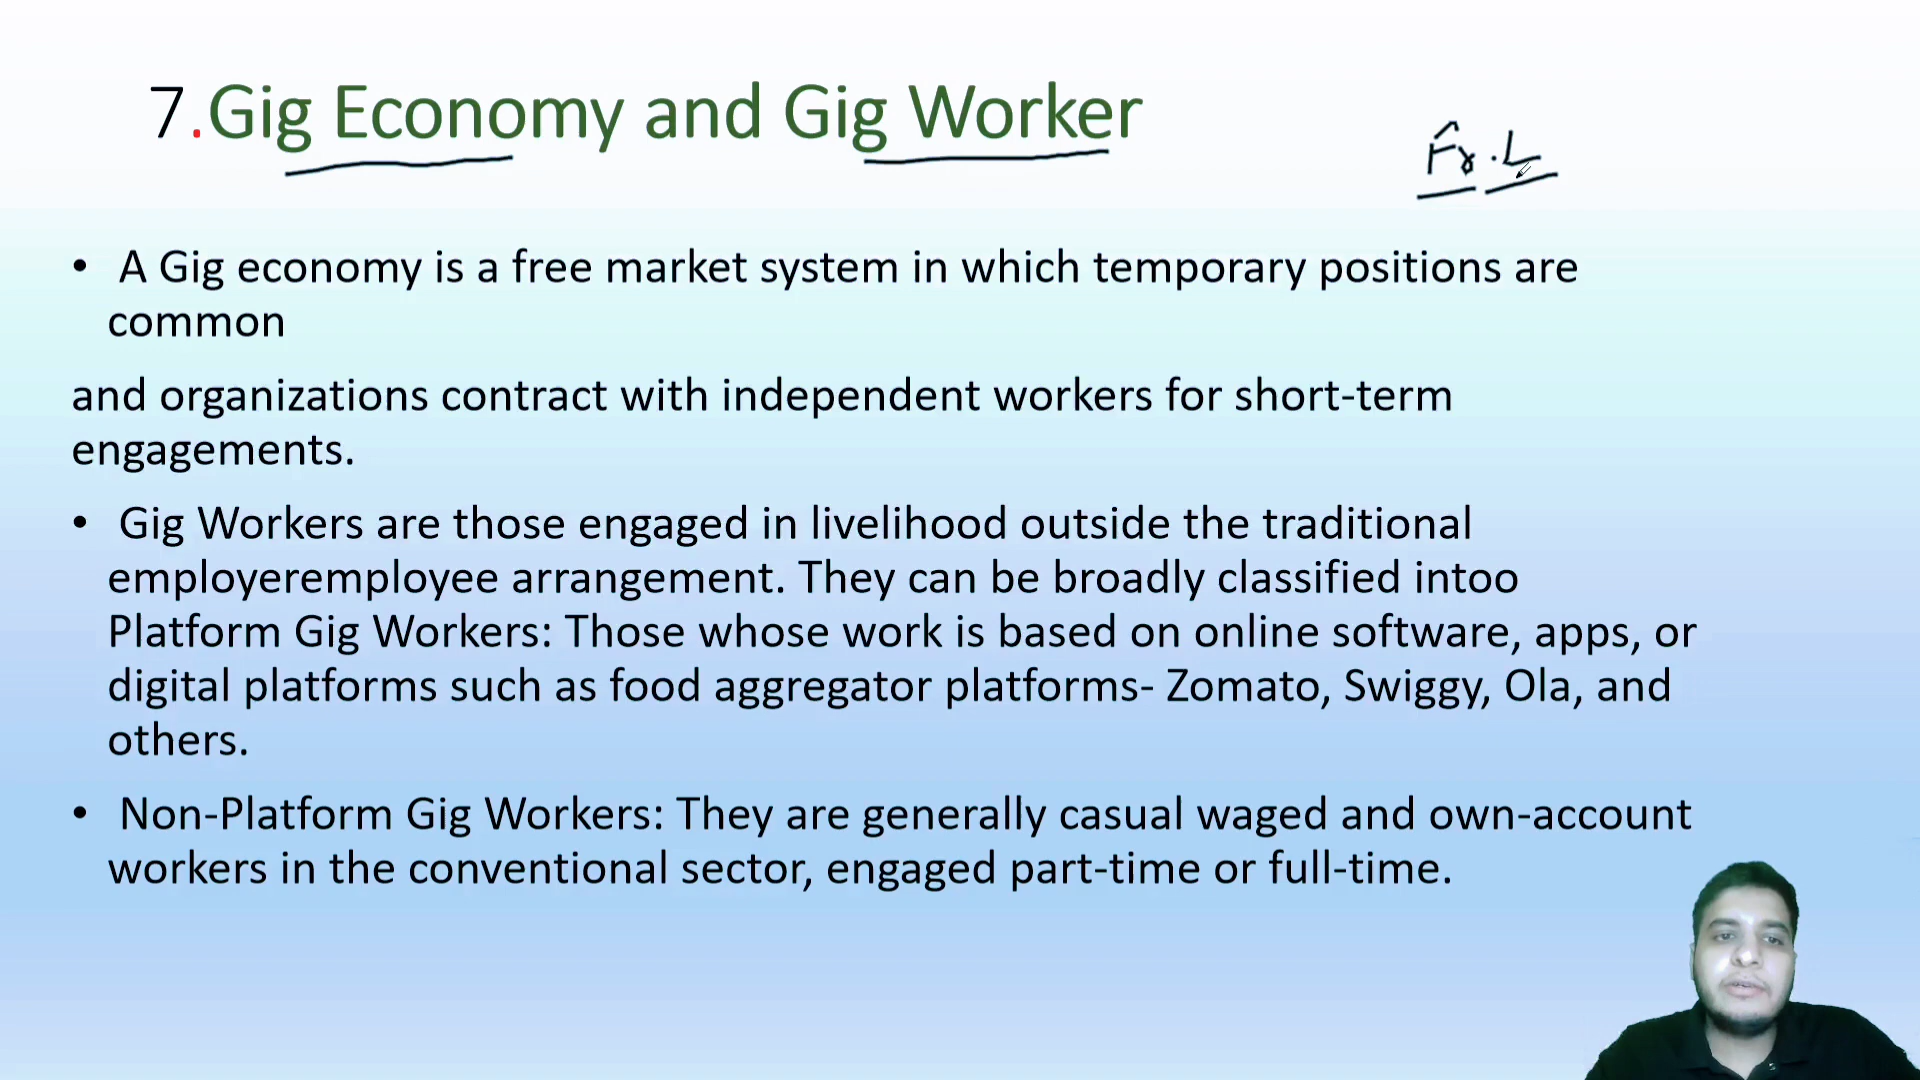 7.Gig Economy and Gig Worker
Fr.L
• A Gig economy is a free market system in which temporary positions are
common
and organizations contract with independent workers for short-term
engagements.
• Gig Workers are those engaged in livelihood outside the traditional
employeremployee arrangement. They can be broadly classified intoo
Platform Gig Workers: Those whose work is based on online software, apps, or
digital platforms such as food aggregator platforms- Zomato, Swiggy, Ola, and
others.
• Non-Platform Gig Workers: They are generally casual waged and own-account
workers in the conventional sector, engaged part-time or full-time.